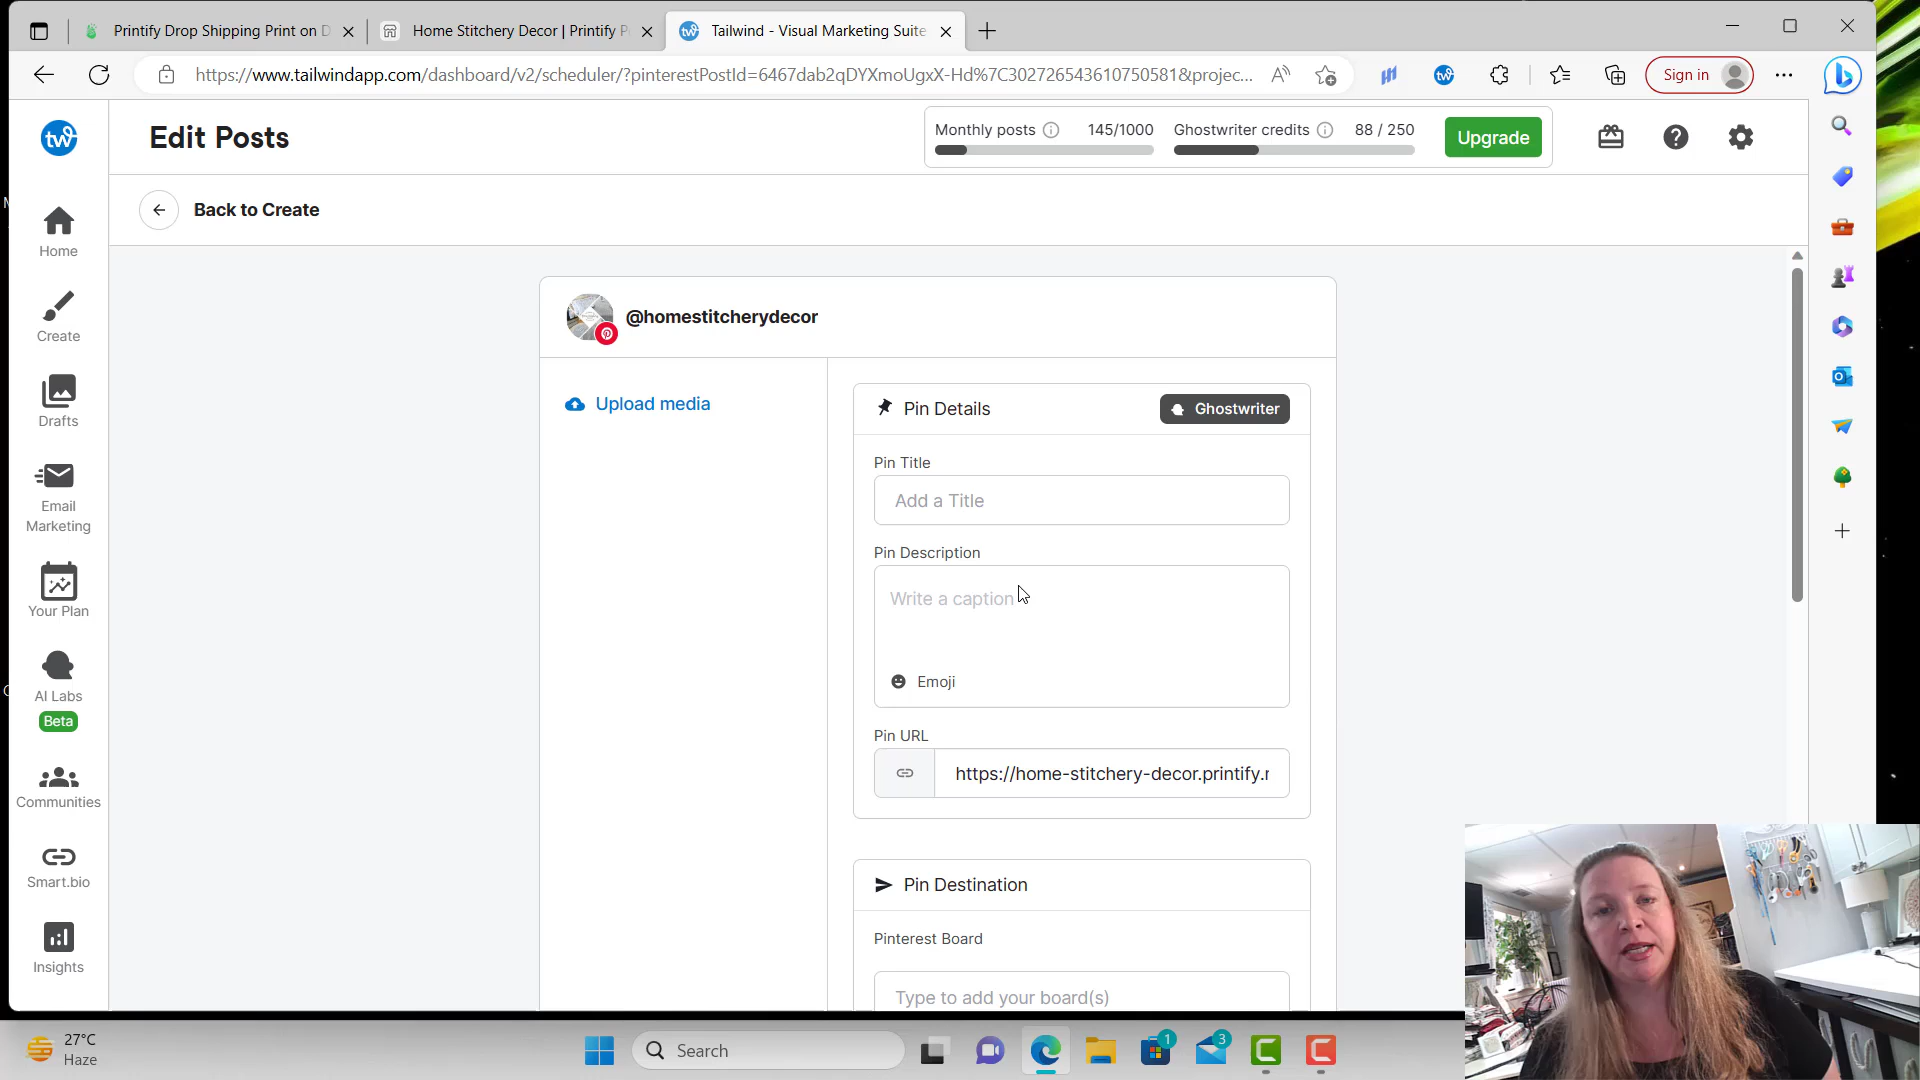 Printify Drop Shipping Print on D
Home Stitchery Decor | Printify P
Tailwind - Visual Marketing Suite
https://www.tailwindapp.com/dashboard/v2/scheduler/?pinterestPostId=6467dab2qDYXmoUgxX-Hd%7C302726543610750581&projec...
Sign in
tw
Edit Posts
Monthly posts 145/1000
Ghostwriter credits 88 / 250
Upgrade
Back to Create
Home
Create
Drafts
Email
Marketing
Your Plan
AI Labs
Beta
Communities
Smart.bio
Insights
@homestitcherydecor
Upload media
Pin Details
Ghostwriter
Pin Title
Add a Title
Pin Description
Write a caption
Emoji
Pin URL
https://home-stitchery-decor.printify.r
Pin Destination
Pinterest Board
Type to add your board(s)
27°C
Haze
Search
1
3